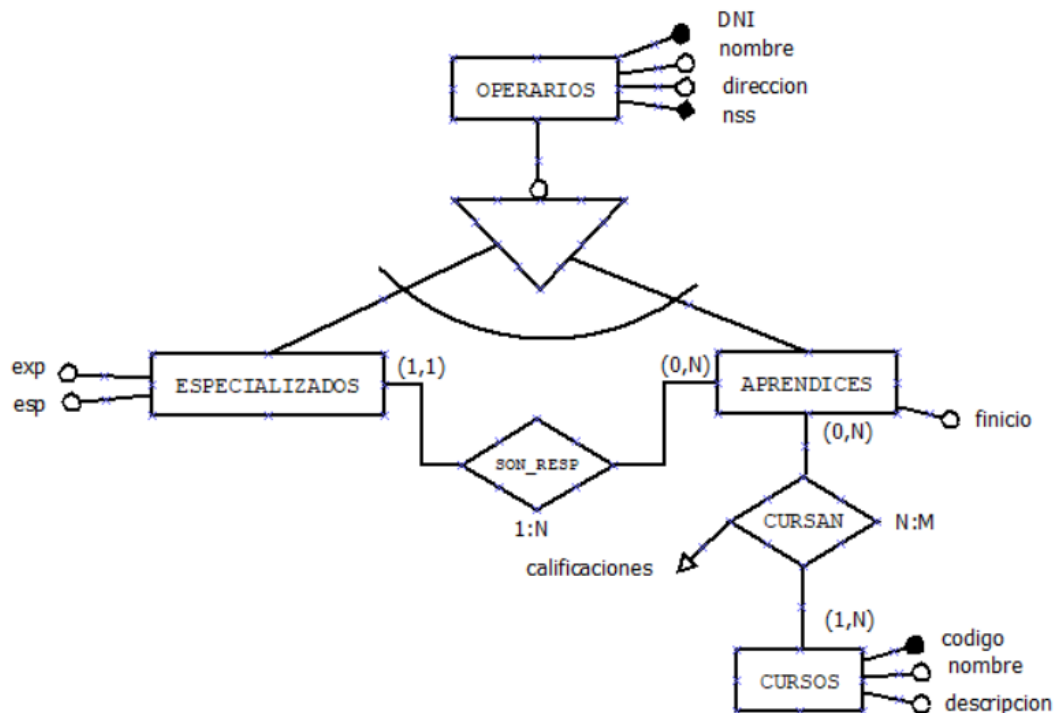 DNI
nombre
OPERARIOS
direccion
nss
exp
esp
ESPECIALIZADOS
(1,1)
(0,N)
APRENDICES
finicio
(0,N)
SON_RESP
1:N
CURSAN
N:M
calificaciones
(1,N)
codigo
nombre
CURSOS
descripcion